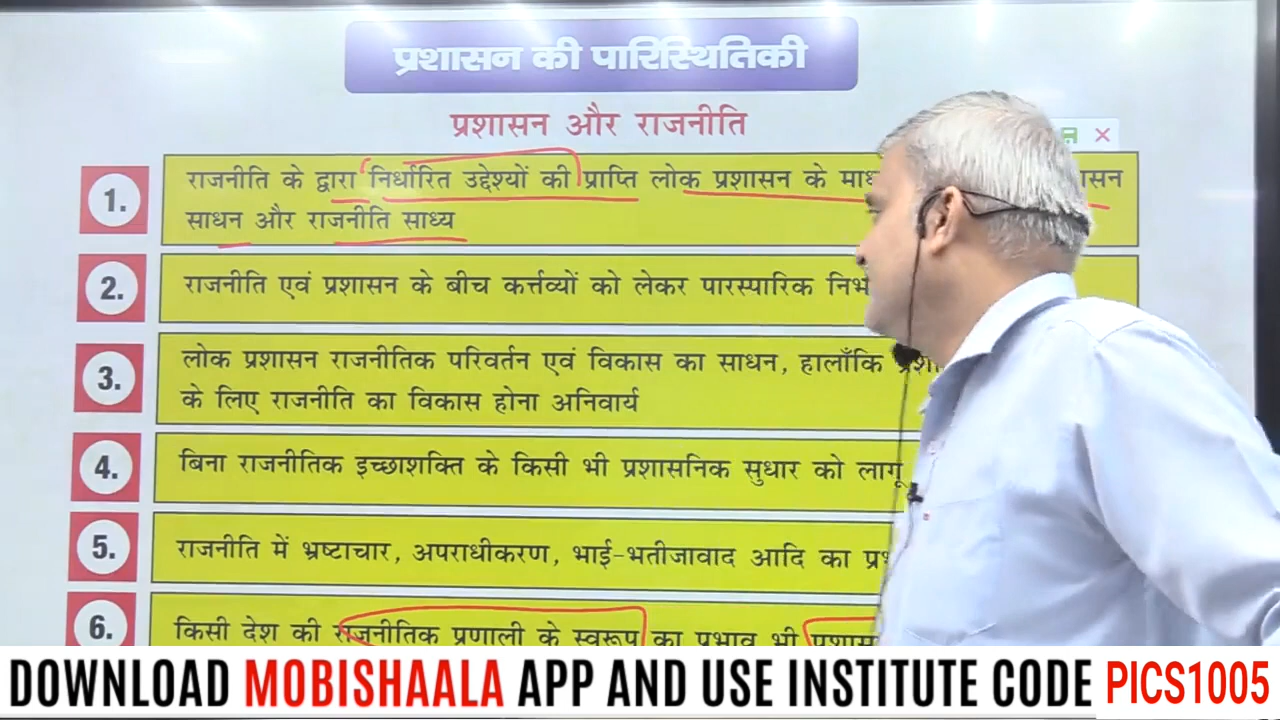 प्रशासन की पारिस्थितिकी
प्रशासन और राजनीति
1.
राजनीति के द्वारा निर्धारित उद्देश्यों की प्राप्ति लोक प्रशासन के
साधन और राजनीति साध्य
2.
राजनीति एवं प्रशासन के बीच कर्त्तव्यों को लेकर पारस्पारिक
3.
लोक प्रशासन राजनीतिक परिवर्तन एवं विकास का साधन, हालाँकि
के लिए राजनीति का विकास होना अनिवार्य
4.
बिना राजनीतिक इच्छाशक्ति के किसी भी प्रशासनिक सुधार को लागू
5.
राजनीति में भ्रष्टाचार, अपराधीकरण, भाई-भतीजावाद आदि का
6.
किसी देश की राजनीतिक प्रणाली के स्वरूप का प्रभाव भी
DOWNLOAD MOBISHAALA APP AND USE INSTITUTE CODE PICS1005